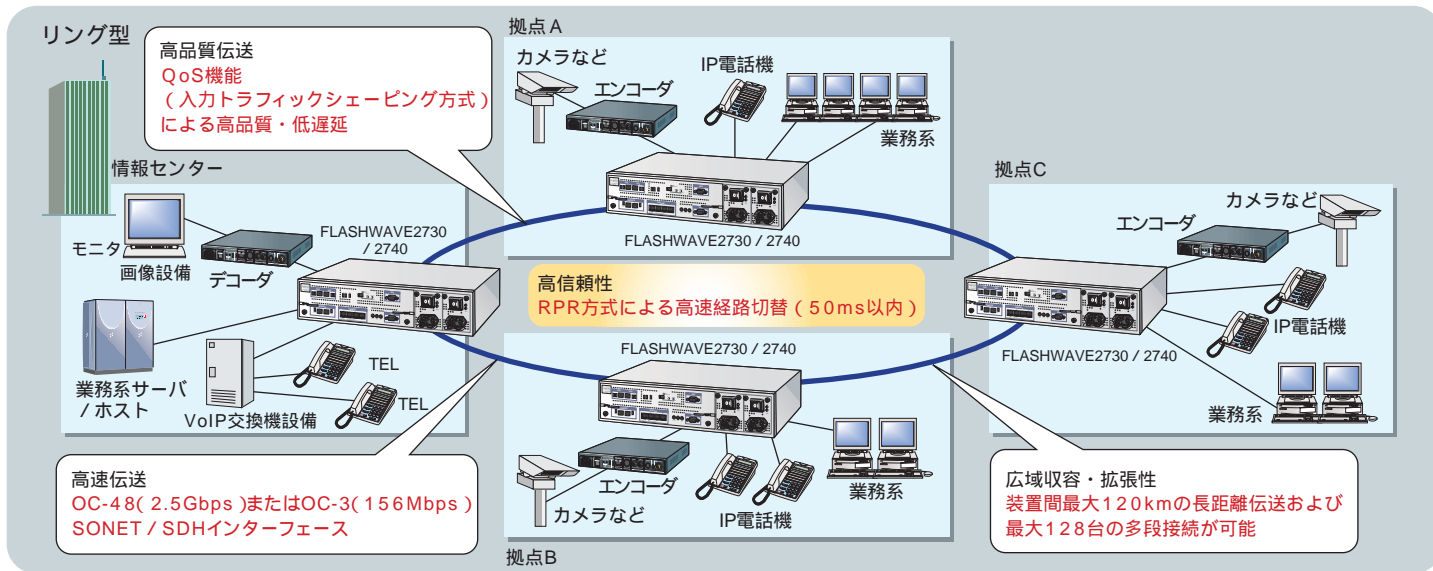 リング型
高品質伝送
QoS機能
(入力トラフィックシェーピング方式)
による高品質・低遅延
拠点A
カメラなど
エンコーダ
IP電話機
業務系
FLASHWAVE2730 / 2740
情報センター
モニタ
画像設備
デコーダ
FLASHWAVE2730
/ 2740
業務系サーバ
/ ホスト
VoIP交換機設備
TEL
TEL
高信頼性
RPR方式による高速経路切替(50ms以内)
拠点C
カメラなど
エンコーダ
IP電話機
FLASHWAVE2730 / 2740
業務系
FLASHWAVE2730 / 2740
エンコーダ
カメラなど
IP電話機
業務系
拠点B
高速伝送
OC-48(2.5Gbps)またはOC-3(156Mbps)
SONET / SDHインターフェース
広域収容・拡張性
装置間最大120kmの長距離伝送および
最大128台の多段接続が可能